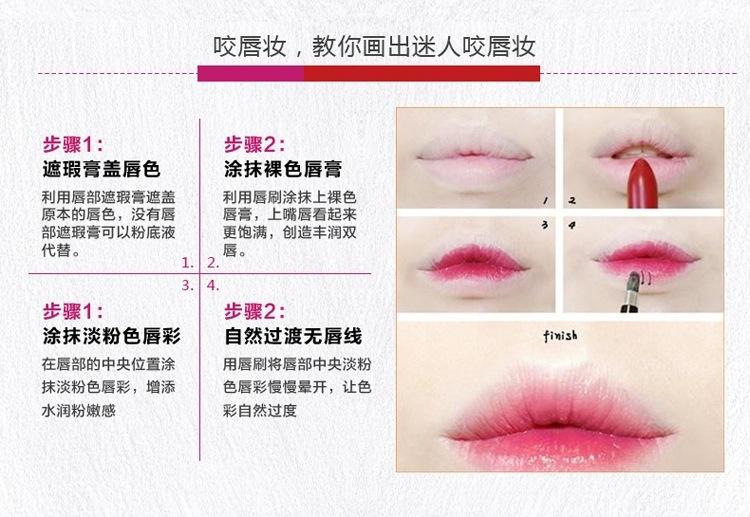 咬唇妆，教你画出迷人咬唇妆
步骤1：
遮瑕膏盖唇色
利用唇部遮瑕膏遮盖
原本的唇色，没有唇
部遮瑕膏可以粉底液
代替。
1.
步骤2：
涂抹裸色唇膏
利用唇刷涂抹上裸色
唇膏，上嘴唇看起来
更饱满，创造丰润双
唇。
2.
3.
步骤1：
涂抹淡粉色唇彩
在唇部的中央位置涂
抹淡粉色唇彩，增添
水润粉嫩感
4.
步骤2：
自然过渡无唇线
用唇刷将唇部中央淡粉
色唇彩慢慢晕开，让色
彩自然过度
1
2
3
4
finish